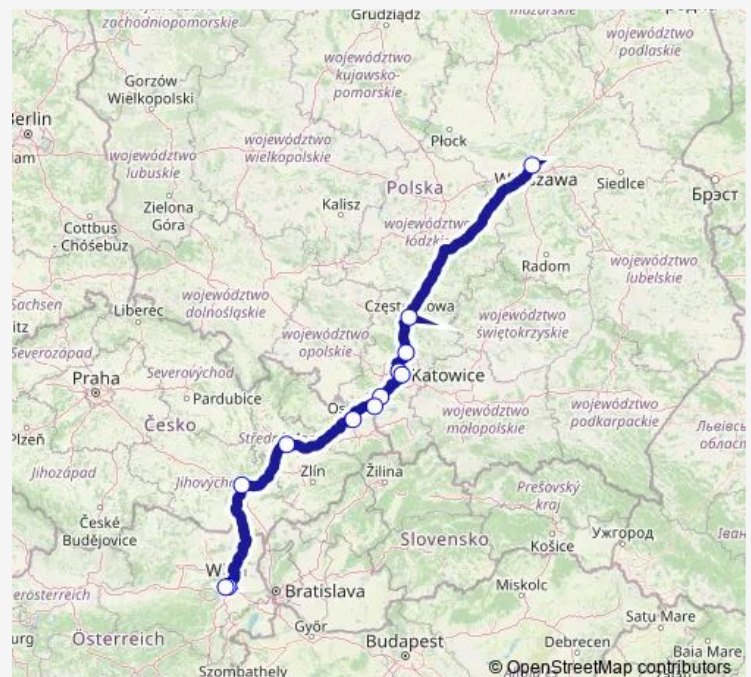 zachodniopomorskie
Grudziądz
mazurskie
województwo
podlaskie
województwo
kujawsko-
pomorskie
Gorzów
Wielkopolski
Berlin
województwo
wielkopolskie
Płock
województwo
lubuskie
Polska
Siedlce
Брэст
Zielona
Góra
Kalisz
Cottbus
- Chóśebuz
województwo
łódzkie
Radom
województwo
lubelskie
Sachsen
Liberec
województwo
dolnośląskie
województwo
opolskie
województwo
świętokrzyskie
Severozápad
Severovýchod
Katowice
Praha
Pardubice
województwo
małopolskie
województwo
podkarpackie
Česko
Plzeň
Jihozápad
Zlín
Žilina
Prešovský
kraj
České
Budějovice
Slovensko
Košice
Ужгород
Bratislava
Miskolc
Győr
Satu Mare
Österreich
Budapest
Debrecen
Baia Mare
Szombathely
© OpenStreetMap contributors